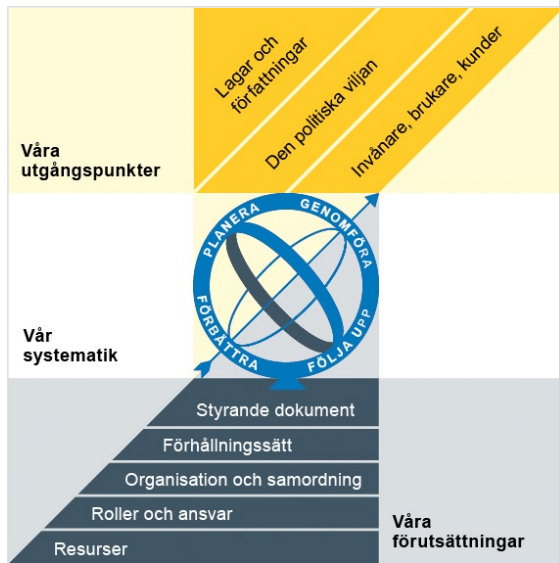 Lagar och
författningar
Den politiska viljan
Invånare, brukare, kunder
Våra
utgångspunkter
PLANERA
GENOMFÖRA
FÖRBÄTTRA
FÖLJA UPP
Vår
systematik
Styrande dokument
Förhållningssätt
Organisation och samordning
Roller och ansvar
Resurser
Våra
förutsättningar